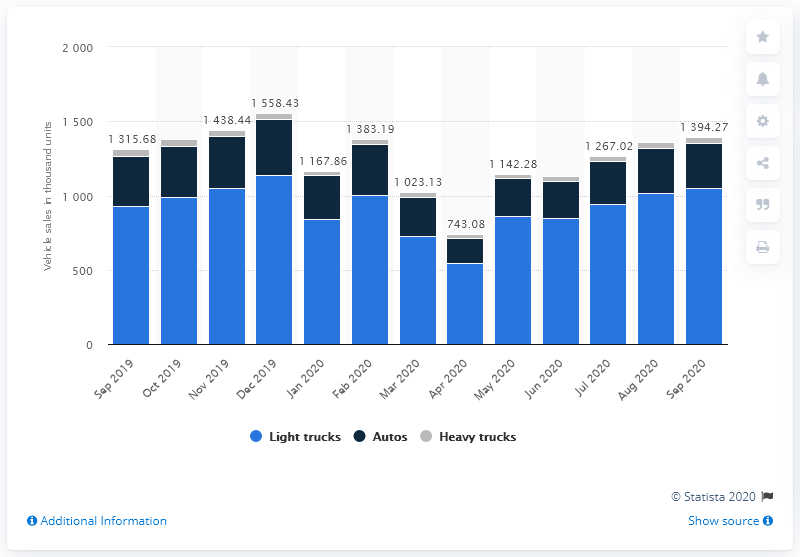 2 000
1 500
1 000
500
0
Vehicle sales in thousand units
1 315.68
1 438.44
1 558.43
1 167.86
1 383.19
1 023.13
743.08
1 142.28
1 267.02
1 394.27
Sep 2019
Oct 2019
Nov 2019
Dec 2019
Jan 2020
Feb 2020
Mar 2020
Apr 2020
May 2020
Jun 2020
Jul 2020
Aug 2020
Sep 2020
Light trucks Autos Heavy trucks
© Statista 2020
Additional Information Show source